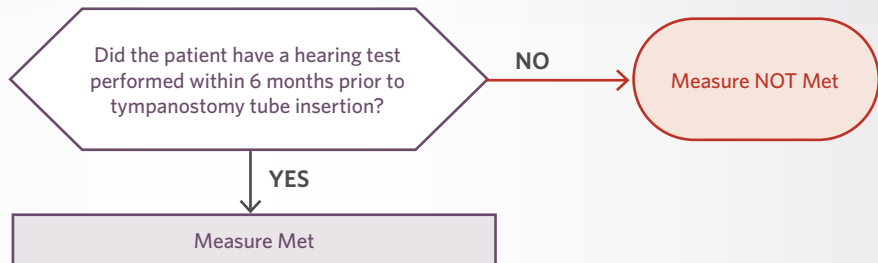 Did the patient have a hearing test
performed within 6 months prior to
tympanostomy tube insertion?
NO
Measure NOT Met
YES
Measure Met